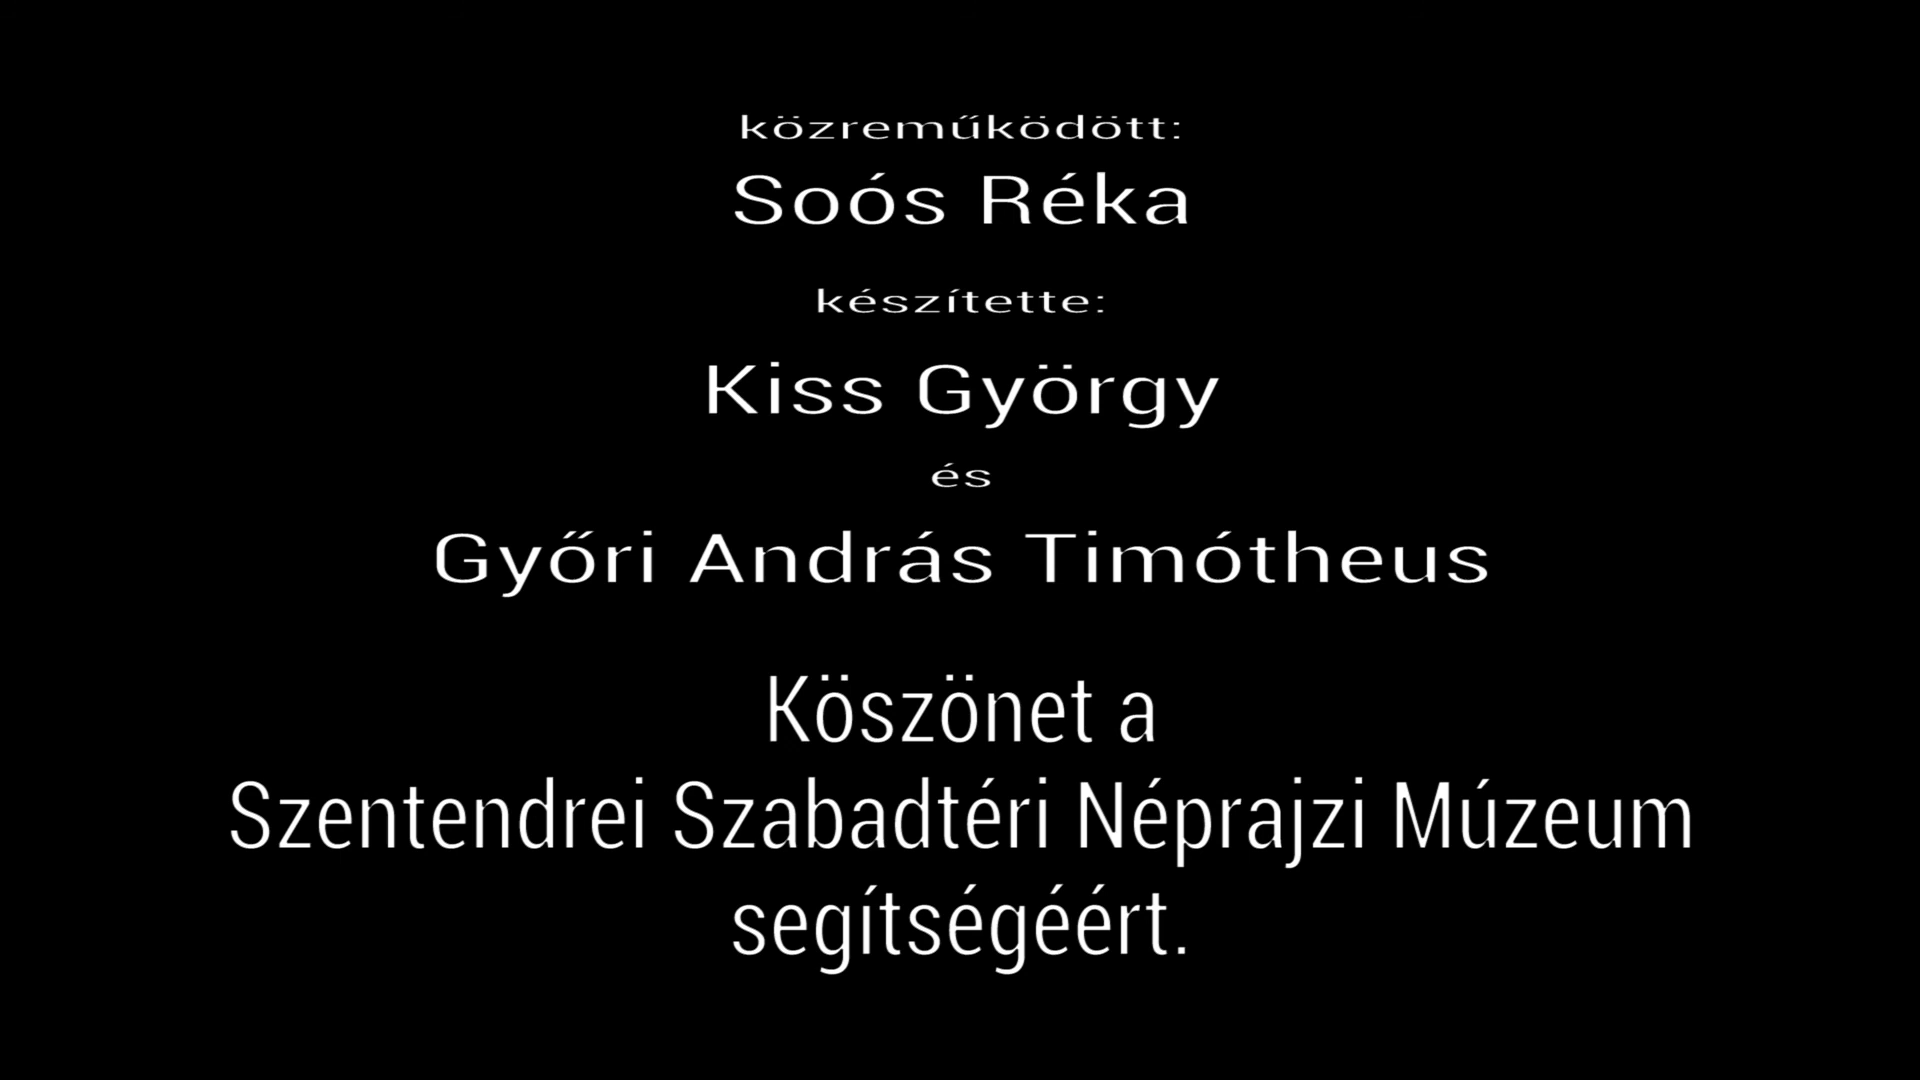 közreműködött:
Soós Réka
készítette:
Kiss György
és
Győri András Timótheus
Köszönet a
Szentendrei Szabadtéri Néprajzi Múzeum
segítségéért.